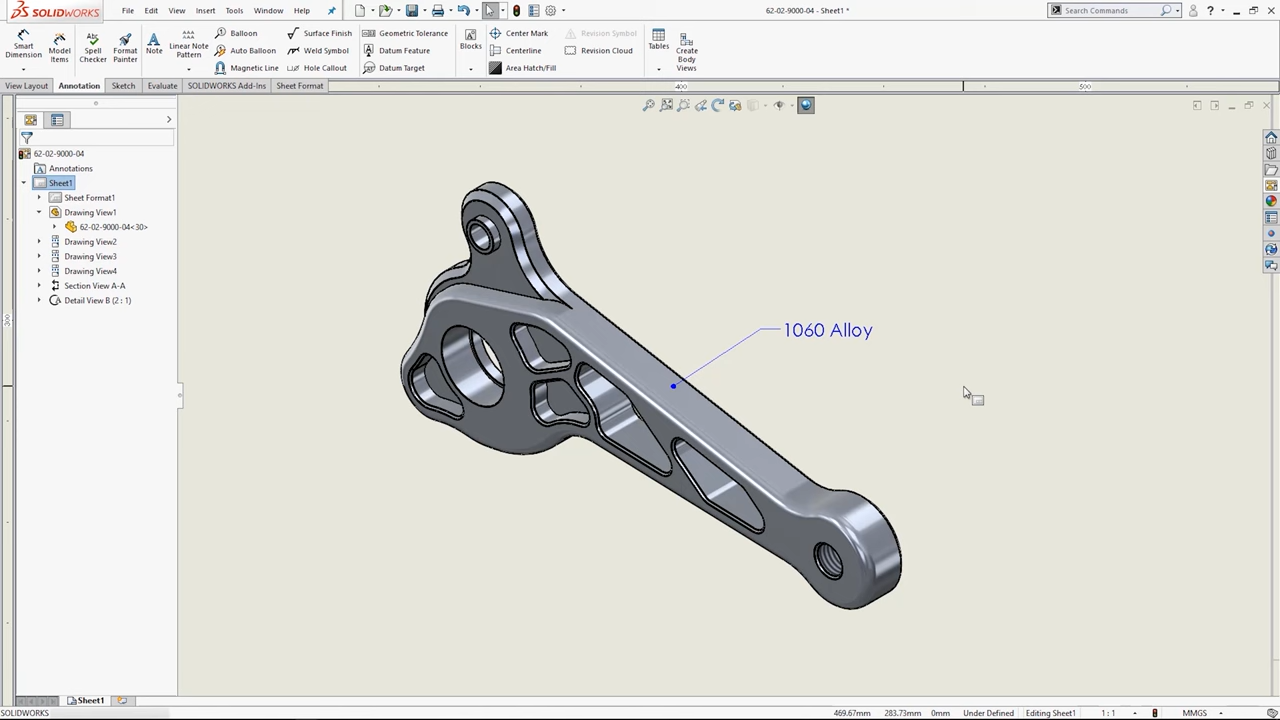 SOLIDWORKS
File Edit View Insert Tools Window Help
62-02-9000-04 - Sheet1 *
Search Commands
Smart Dimension
Model Items
Spell Checker
Format Painter
Note
Linear Note Pattern
Balloon
Auto Balloon
Magnetic Line
Surface Finish
Weld Symbol
Hole Callout
Geometric Tolerance
Datum Feature
Datum Target
Blocks
Center Mark
Centerline
Area Hatch/Fill
Revision Symbol
Revision Cloud
Tables
Create Body Views
View Layout Annotation Sketch Evaluate SOLIDWORKS Add-Ins Sheet Format
400
500
62-02-9000-04
Annotations
Sheet1
Sheet Format1
Drawing View1
62-02-9000-04<30>
Drawing View2
Drawing View3
Drawing View4
Section View A-A
Detail View B (2 : 1)
300
1060 Alloy
Sheet1
SOLIDWORKS
469.67mm 283.73mm 0mm Under Defined Editing Sheet1 1 : 1 MMGS